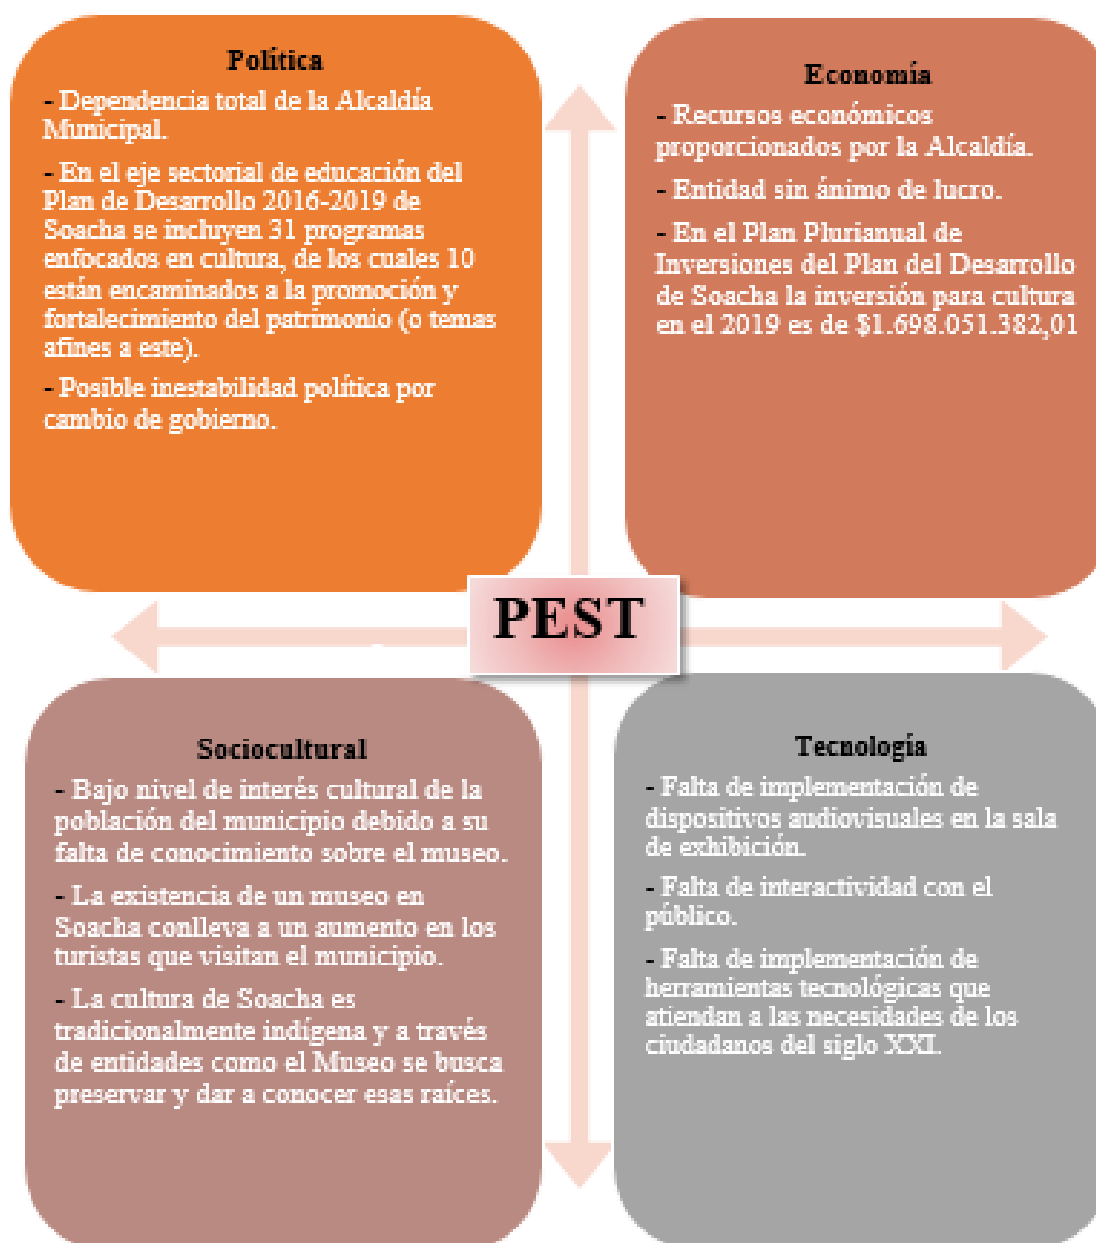 Política
- Dependencia total de la Alcaldía
Municipal.
- En el eje sectorial de educación del
Plan de Desarrollo 2016-2019 de
Soacha se incluyen 31 programas
enfocados en cultura, de los cuales 10
están encaminados a la promoción y
fortalecimiento del patrimonio (o temas
afines a este).
- Posible inestabilidad política por
cambio de gobierno.
Economía
- Recursos económicos
proporcionados por la Alcaldía.
- Entidad sin ánimo de lucro.
- En el Plan Plurianual de
Inversiones del Plan del Desarrollo
de Soacha la inversión para cultura
en el 2019 es de $1.698.051.382,01
PEST
Sociocultural
- Bajo nivel de interés cultural de la
población del municipio debido a su
falta de conocimiento sobre el museo.
- La existencia de un museo en
Soacha conlleva a un aumento en los
turistas que visitan el municipio.
- La cultura de Soacha es
tradicionalmente indígena y a través
de entidades como el Museo se busca
preservar y dar a conocer esas raíces.
Tecnología
- Falta de implementación de
dispositivos audiovisuales en la sala
de exhibición.
- Falta de interactividad con el
público.
- Falta de implementación de
herramientas tecnológicas que
atiendan a las necesidades de los
ciudadanos del siglo XXI.